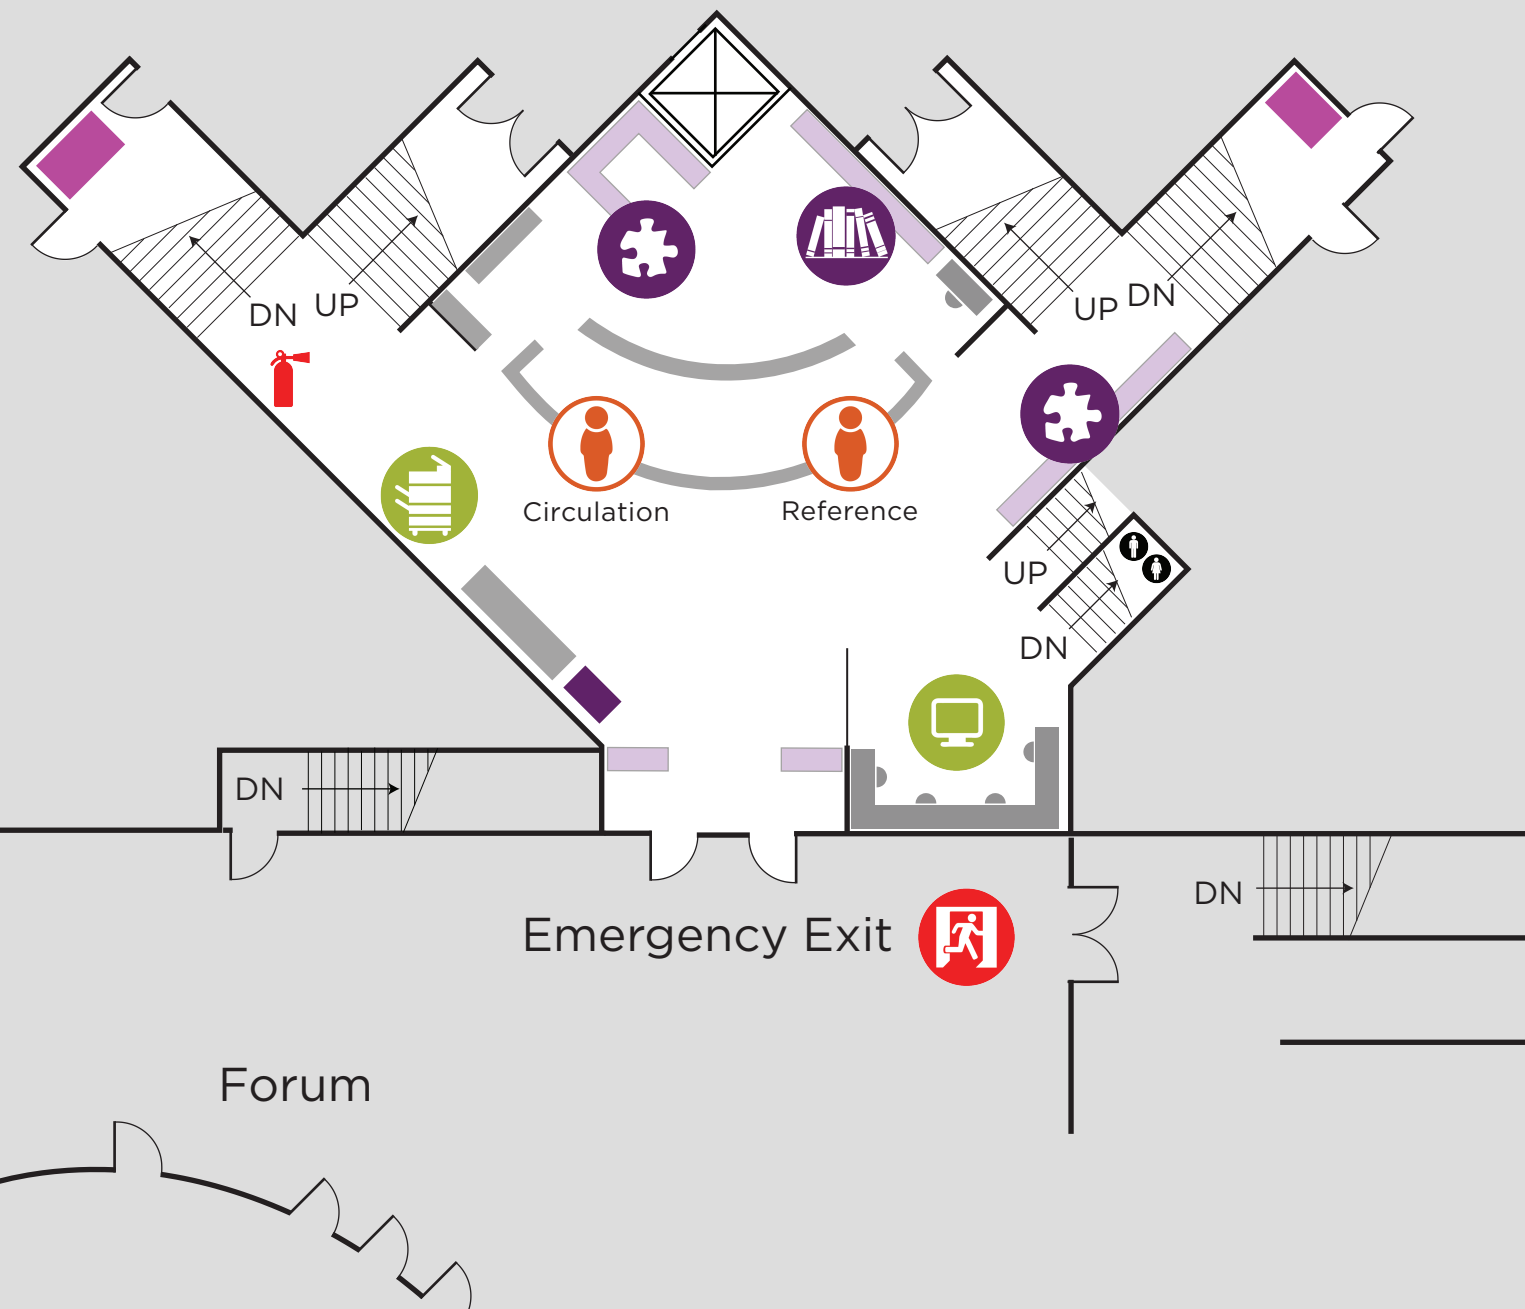 DN
UP
UP
DN
Circulation
Reference
UP
DN
DN
DN
Emergency Exit
Forum